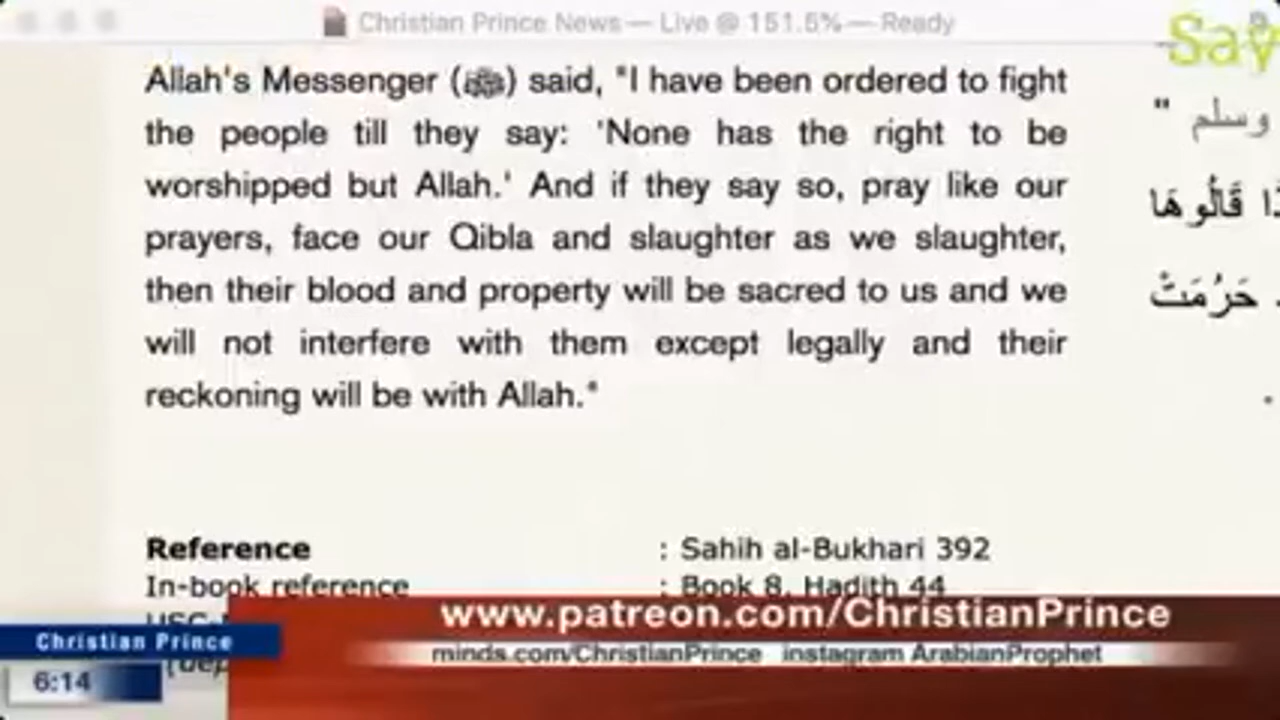 Christian Prince News — Live @ 151.5% — Ready
Say
Allah's Messenger (ﷺ) said, "I have been ordered to fight
the people till they say: 'None has the right to be
worshipped but Allah.' And if they say so, pray like our
prayers, face our Qibla and slaughter as we slaughter,
then their blood and property will be sacred to us and we
will not interfere with them except legally and their
reckoning will be with Allah."
وسلم "
قَالُوهَا
حَرُمَتْ
Reference : Sahih al-Bukhari 392
In-book reference : Book 8, Hadith 44
www.patreon.com/ChristianPrince
Christian Prince
minds.com/ChristianPrince instagram ArabianProphet
6:14